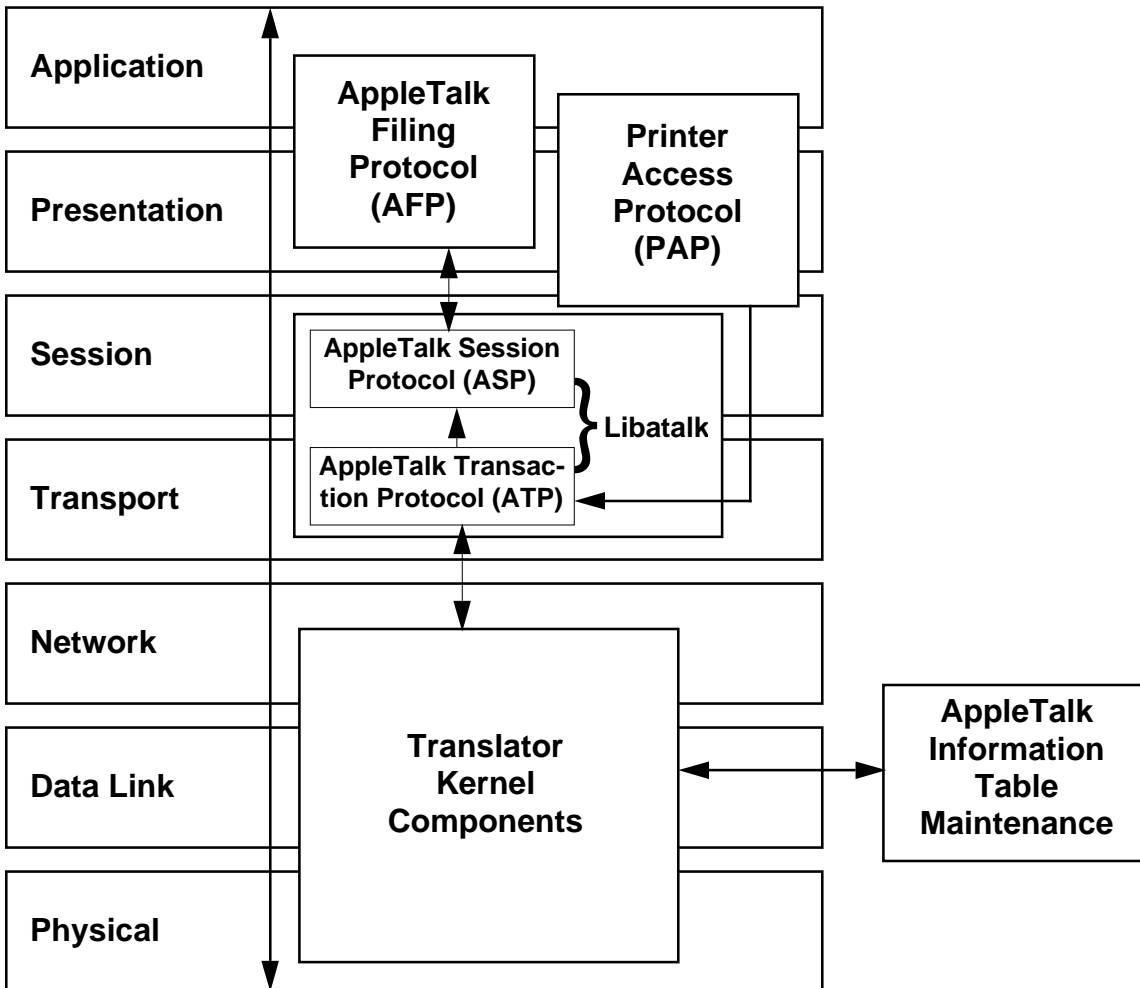 Application
AppleTalk
Filing
Protocol
(AFP)
Printer
Access
Protocol
(PAP)
Presentation
Session
AppleTalk Session
Protocol (ASP)
Libatalk
Transport
AppleTalk Transac-
tion Protocol (ATP)
Network
Translator
Kernel
Components
AppleTalk
Information
Table
Maintenance
Data Link
Physical